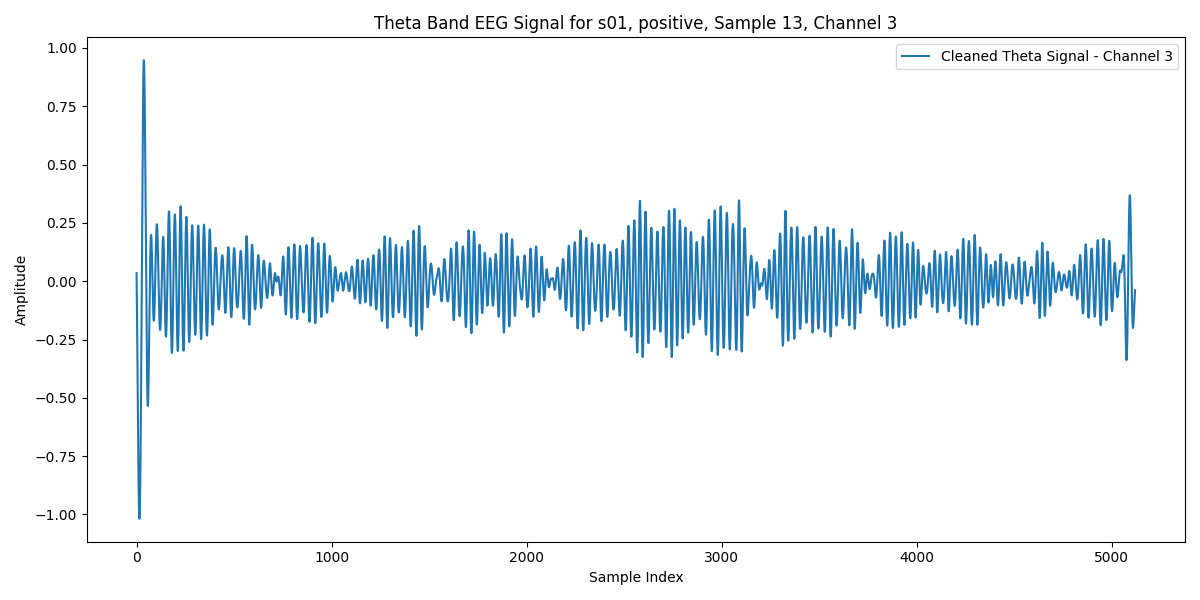 Theta Band EEG Signal for s01, positive, Sample 13, Channel 3
Cleaned Theta Signal - Channel 3
1.00
0.75
0.50
0.25
0.00
−0.25
−0.50
−0.75
−1.00
Amplitude
0 1000 2000 3000 4000 5000
Sample Index